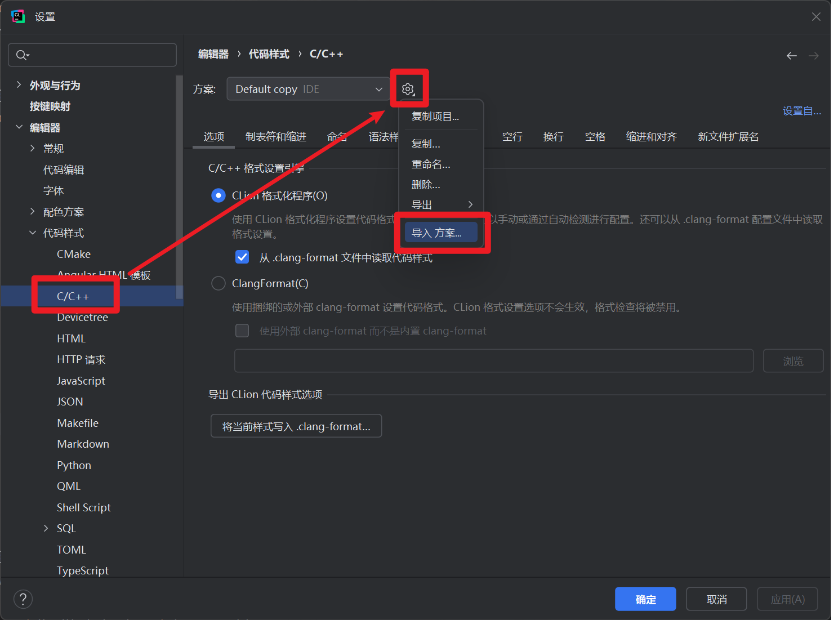 设置
编辑器 › 代码样式 › C/C++
方案: Default copy IDE
设置自...
外观与行为
按键映射
编辑器
常规
代码编辑
字体
配色方案
代码样式
CMake
Angular HTML 模板
C/C++
Devicetree
HTML
HTTP 请求
JavaScript
JSON
Makefile
Markdown
Python
QML
Shell Script
SQL
TOML
TypeScript
复制项目...
复制...
重命名...
删除...
导出
导入 方案...
选项 制表符和缩进 命名 语法样 空行 换行 空格 缩进和对齐 新文件扩展名
C/C++ 格式设置引擎
CLion 格式化程序(O)
使用 CLion 格式化程序设置代码格式 以手动或通过自动检测进行配置。还可以从 .clang-format 配置文件中读取
格式设置。
从 .clang-format 文件中读取代码样式
ClangFormat(C)
使用捆绑的或外部 clang-format 设置代码格式。CLion 格式设置选项不会生效，格式检查将被禁用。
使用外部 clang-format 而不是内置 clang-format
浏览
导出 CLion 代码样式选项
将当前样式写入 .clang-format...
?
确定 取消 应用(A)